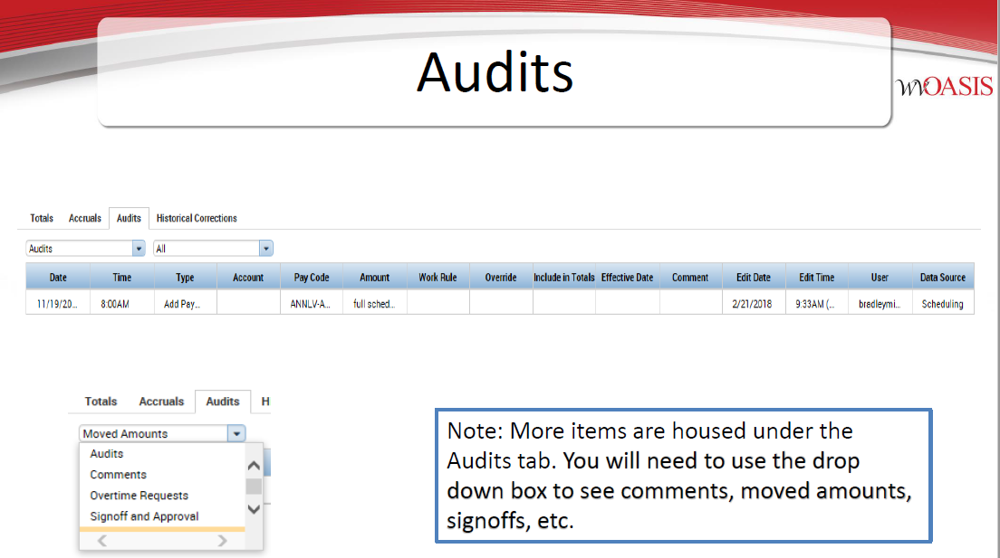 Audits
wvOASIS
Totals Accruals Audits Historical Corrections
Audits All
Date Time Type Account Pay Code Amount Work Rule Override Include in Totals Effective Date Comment Edit Date Edit Time User Data Source
11/19/20... 8:00AM Add Pay... ANNLV-A... full sched... 2/21/2018 9:33AM (... bradleymi... Scheduling
Totals Accruals Audits H
Moved Amounts
Audits
Comments
Overtime Requests
Signoff and Approval
Note: More items are housed under the
Audits tab. You will need to use the drop
down box to see comments, moved amounts,
signoffs, etc.